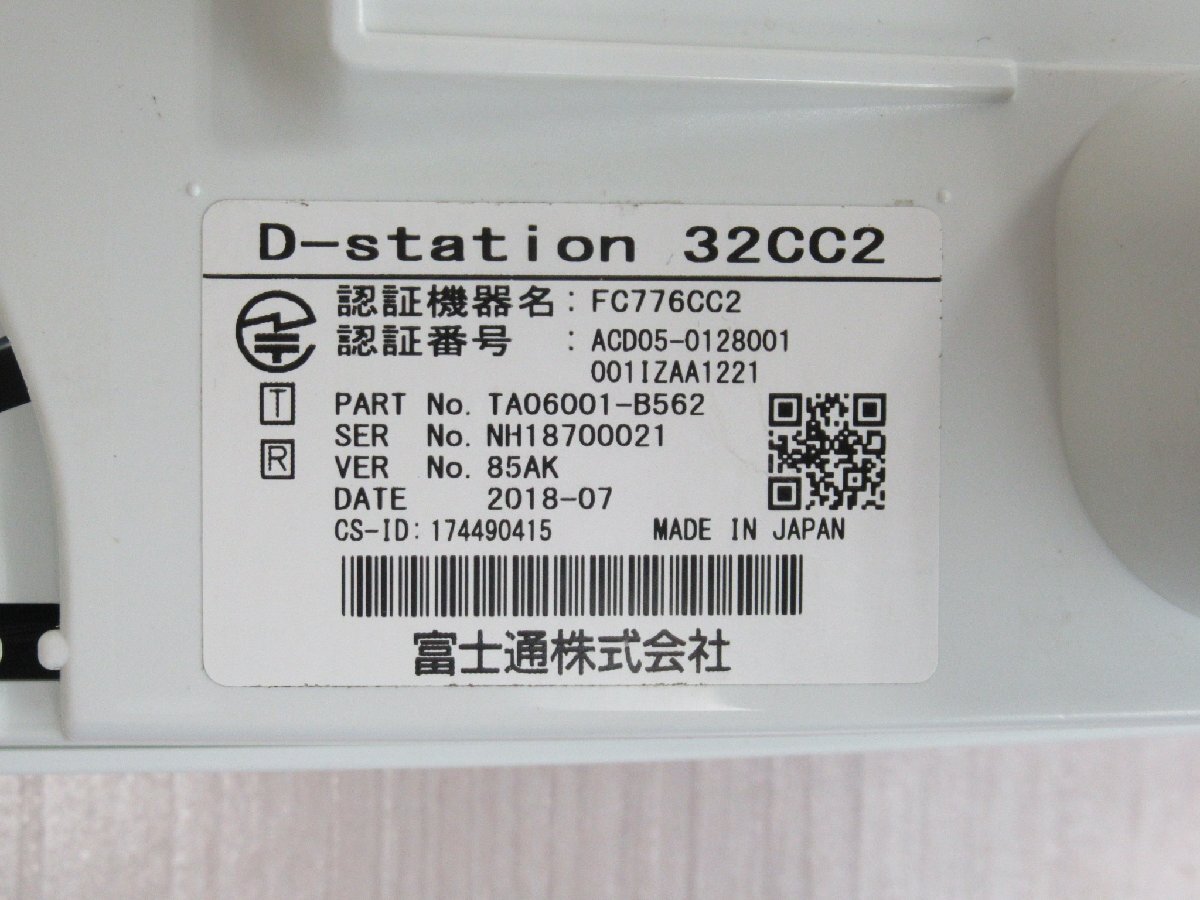 D-station 32CC2
認証機器名：FC776CC2
認証番号 ：ACD05-0128001
001IZAA1221
T
PART No. TA06001-B562
R
SER No. NH18700021
VER No. 85AK
DATE 2018-07
CS-ID: 174490415 MADE IN JAPAN
富士通株式会社